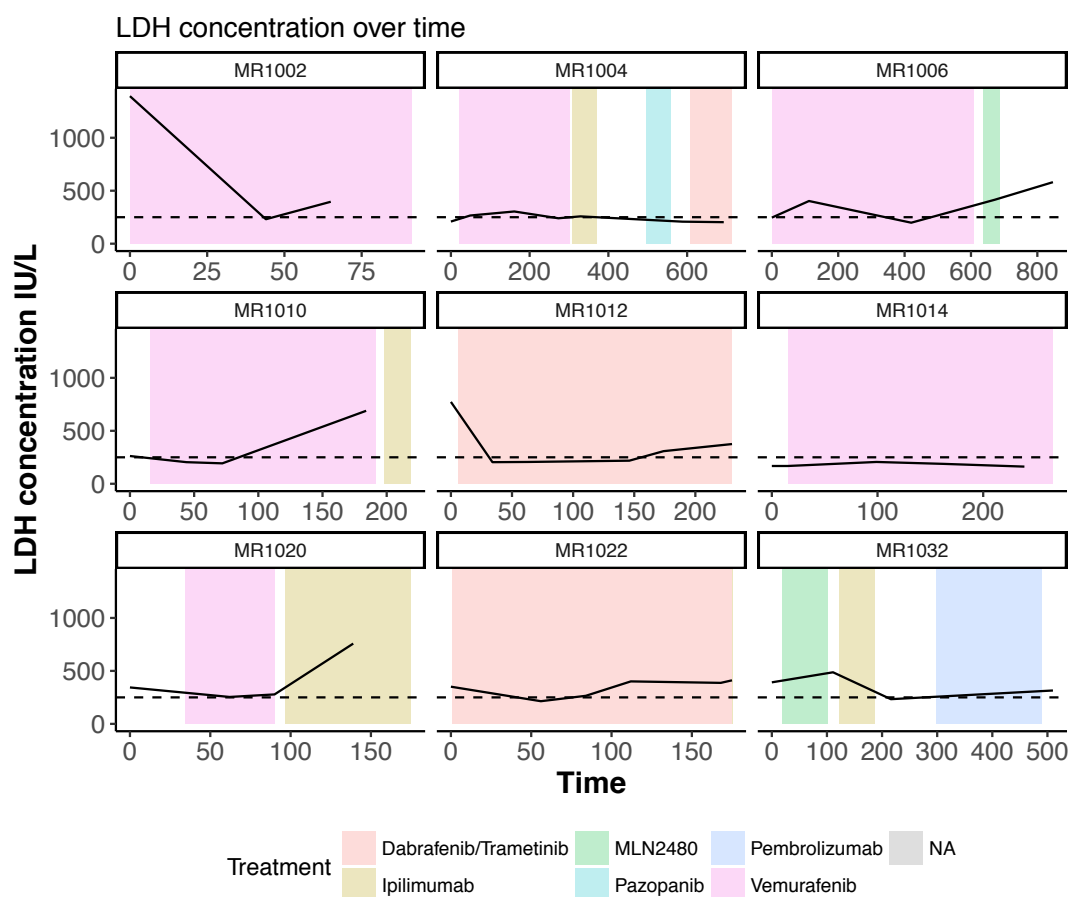 LDH concentration over time
MR1002 MR1004 MR1006
LDH concentration IU/L
1000
500
0
0 25 50 75 0 200 400 600 0 200 400 600 800
MR1010 MR1012 MR1014
1000
500
0
0 50 100 150 200 0 50 100 150 200 0 100 200
MR1020 MR1022 MR1032
1000
500
0
0 50 100 150 0 50 100 150 0 100 200 300 400 500
Time
Treatment
Dabrafenib/Trametinib MLN2480 Pembrolizumab NA
Ipilimumab Pazopanib Vemurafenib